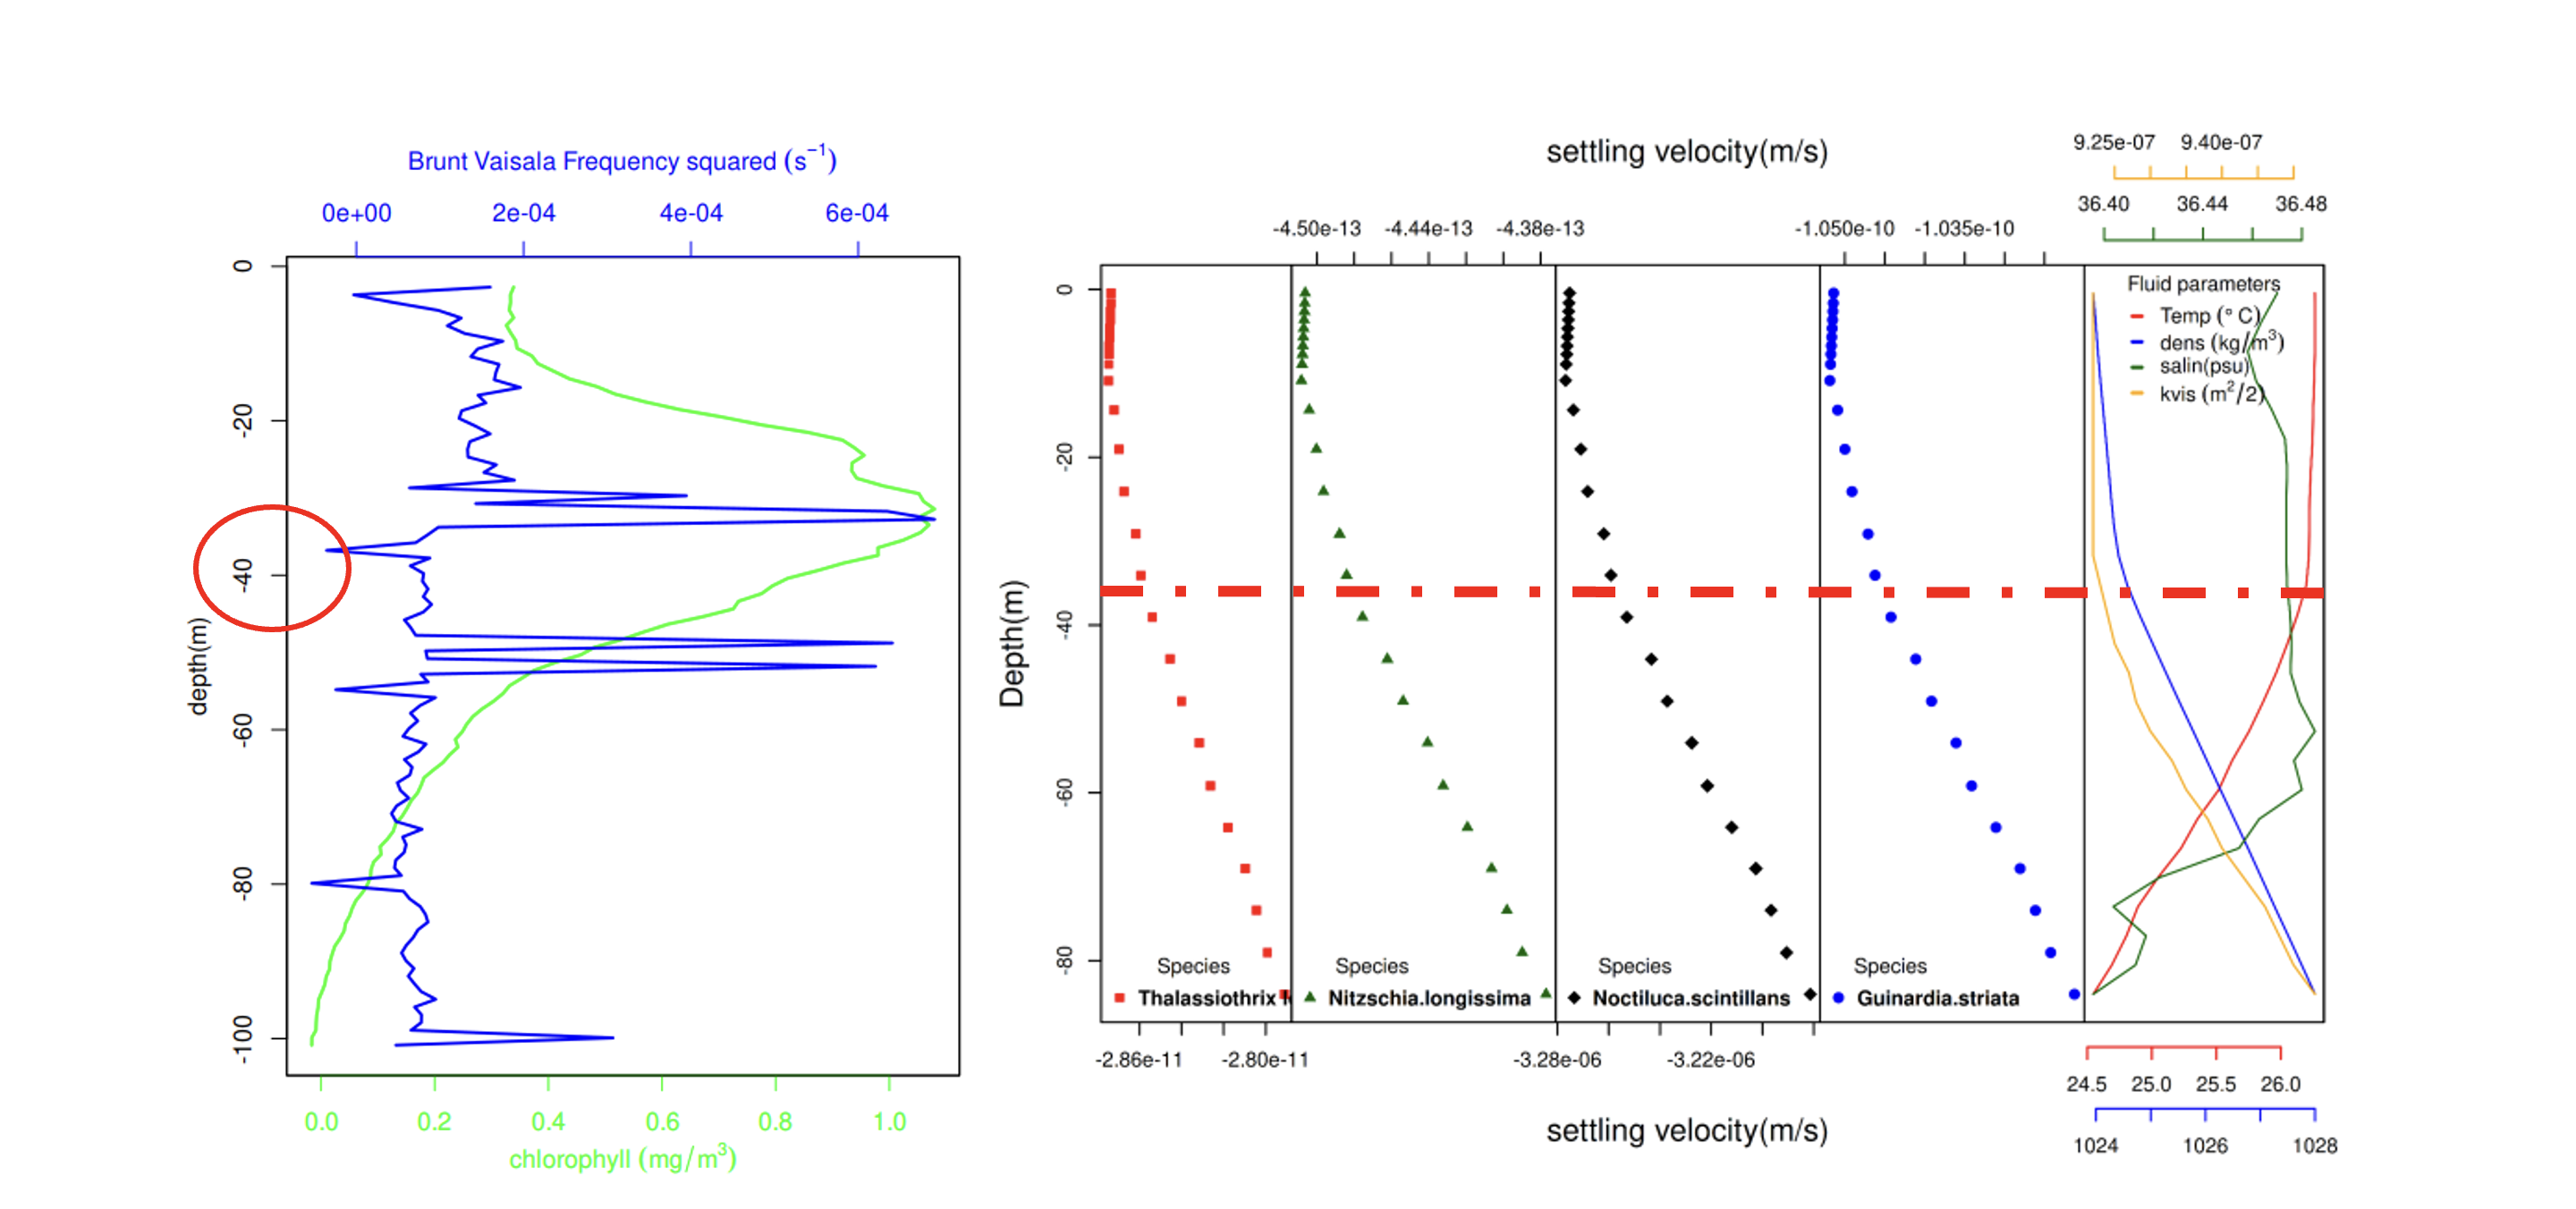 Brunt Vaisala Frequency squared (s⁻¹)
0e+00 2e-04 4e-04 6e-04
0
-20
-40
-60
-80
-100
depth(m)
0.0 0.2 0.4 0.6 0.8 1.0
chlorophyll (mg/m³)
settling velocity(m/s)
-4.50e-13 -4.44e-13 -4.38e-13
-1.050e-10 -1.035e-10
9.25e-07 9.40e-07
36.40 36.44 36.48
0
-20
-40
-60
-80
Depth(m)
Fluid parameters
Temp (° C)
dens (kg/m³)
salin(psu)
kvis (m²/2)
Species
Thalassiothrix
Species
Nitzschia.longissima
Species
Noctiluca.scintillans
Species
Guinardia.striata
-2.86e-11 -2.80e-11
-3.28e-06 -3.22e-06
24.5 25.0 25.5 26.0
1024 1026 1028
settling velocity(m/s)